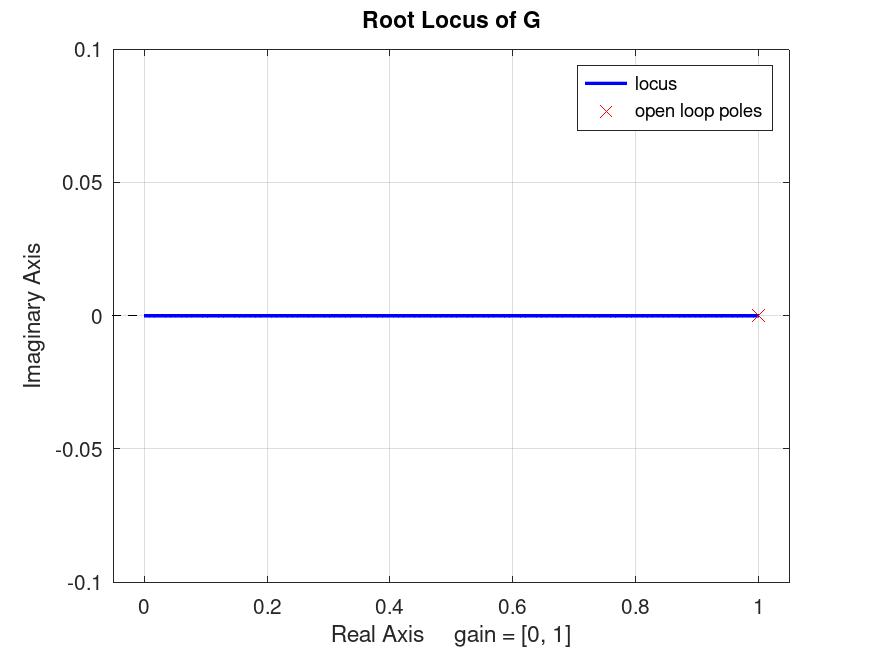 Root Locus of G
locus
open loop poles
0.1
0.05
0
-0.05
-0.1
Imaginary Axis
0 0.2 0.4 0.6 0.8 1
Real Axis gain = [0, 1]